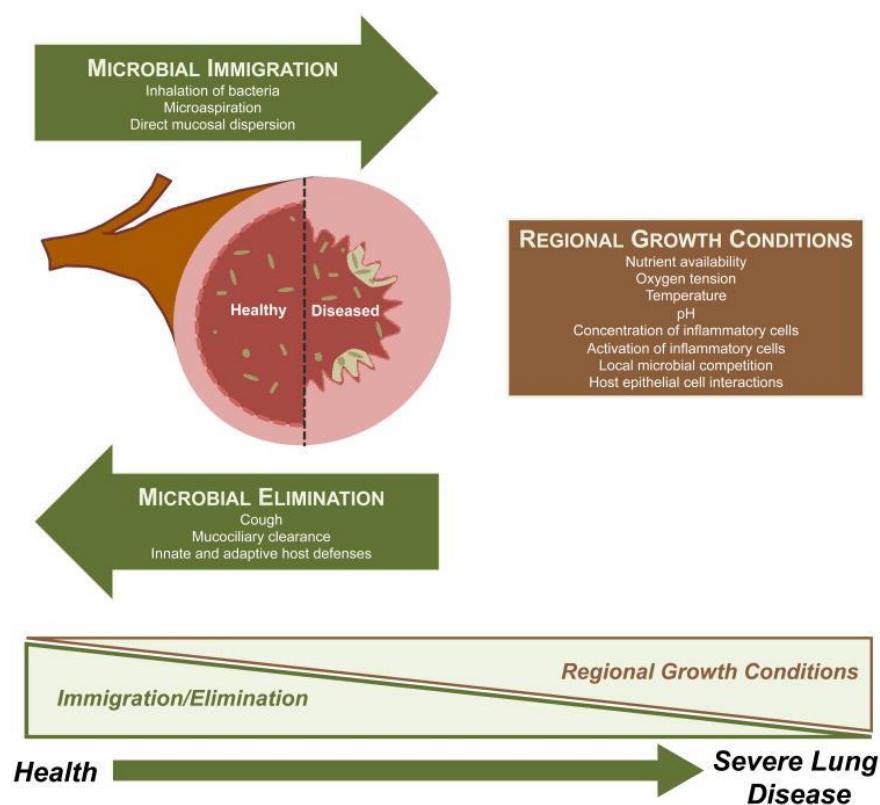 MICROBIAL IMMIGRATION
Inhalation of bacteria
Microaspiration
Direct mucosal dispersion
Healthy
Diseased
REGIONAL GROWTH CONDITIONS
Nutrient availability
Oxygen tension
Temperature
pH
Concentration of inflammatory cells
Activation of inflammatory cells
Local microbial competition
Host epithelial cell interactions
MICROBIAL ELIMINATION
Cough
Mucociliary clearance
Innate and adaptive host defenses
Regional Growth Conditions
Immigration/Elimination
Health
Severe Lung
Disease